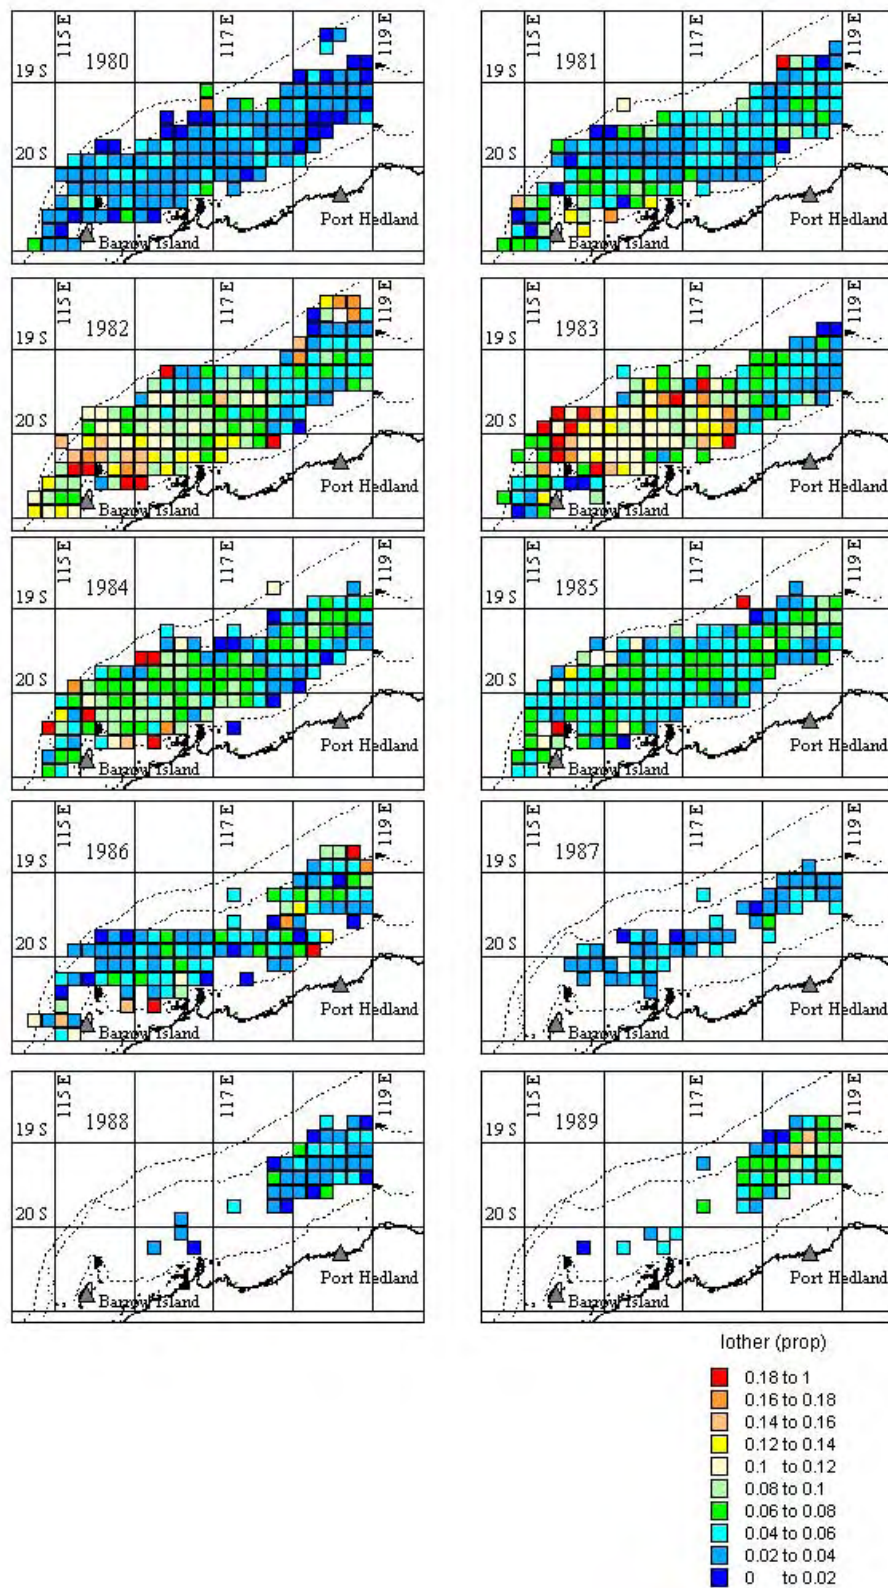 115 E
1980
117 E
119 E
19 S
20 S
Port Hedland
Barrow Island
115 E
1981
117 E
119 E
19 S
20 S
Port Hedland
Barrow Island
115 E
1982
117 E
119 E
19 S
20 S
Port Hedland
Barrow Island
115 E
1983
117 E
119 E
19 S
20 S
Port Hedland
Barrow Island
115 E
1984
117 E
119 E
19 S
20 S
Port Hedland
Barrow Island
115 E
1985
117 E
119 E
19 S
20 S
Port Hedland
Barrow Island
115 E
1986
117 E
119 E
19 S
20 S
Port Hedland
Barrow Island
115 E
1987
117 E
119 E
19 S
20 S
Port Hedland
Barrow Island
115 E
1988
117 E
119 E
19 S
20 S
Port Hedland
Barrow Island
115 E
1989
117 E
119 E
19 S
20 S
Port Hedland
Barrow Island
lother (prop)
0.18 to 1
0.16 to 0.18
0.14 to 0.16
0.12 to 0.14
0.1 to 0.12
0.08 to 0.1
0.06 to 0.08
0.04 to 0.06
0.02 to 0.04
0 to 0.02